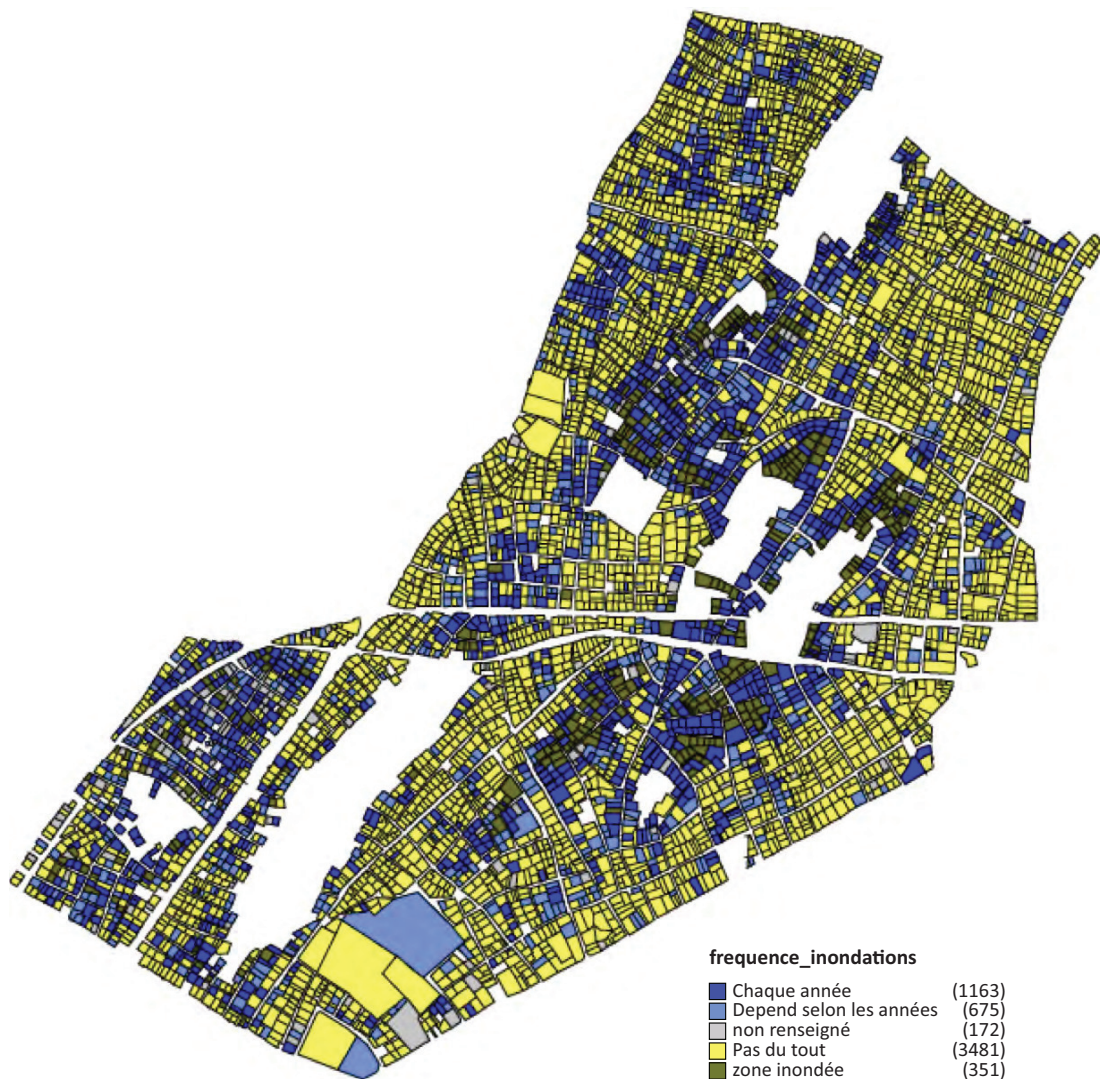 frequence_inondations
Chaque année (1163)
Depend selon les années (675)
non renseigné (172)
Pas du tout (3481)
zone inondée (351)